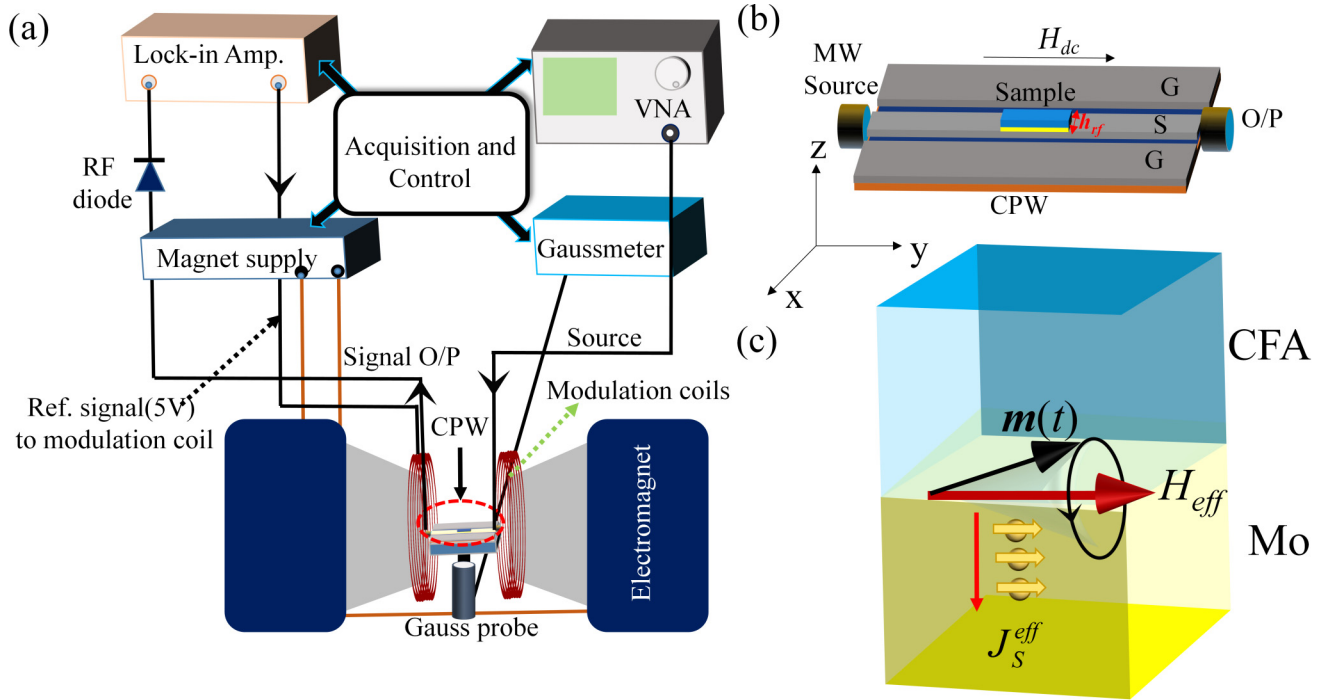 (a)
Lock-in Amp.
VNA
Acquisition and
Control
RF
diode
Magnet supply
Gaussmeter
Source
Signal O/P
Ref. signal(5V)
to modulation coil
Modulation coils
CPW
Electromagnet
Gauss probe
(b)
H_dc
MW
Source
G
Sample
h_rf
S
O/P
G
CPW
z
y
x
(c)
CFA
m(t)
H_eff
Mo
J_S^eff